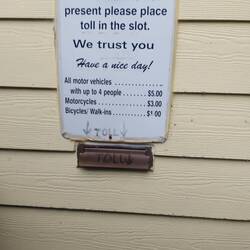 present please place
toll in the slot.
We trust you
Have a nice day!
All motor vehicles ............
with up to 4 people ...... $5.00
Motorcycles .................. $3.00
Bicycles/ Walk-ins ........... $1.00
↓ TOLL ↓
TOLL ↓